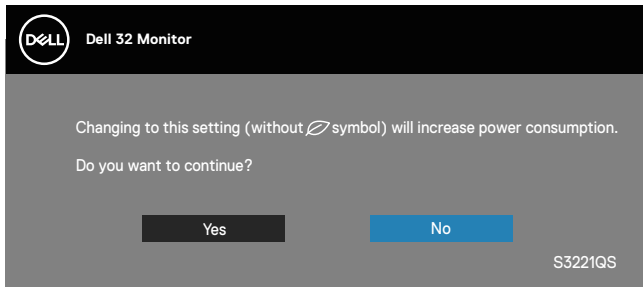 DELL Dell 32 Monitor
Changing to this setting (without symbol) will increase power consumption.
Do you want to continue?
Yes No
S3221QS